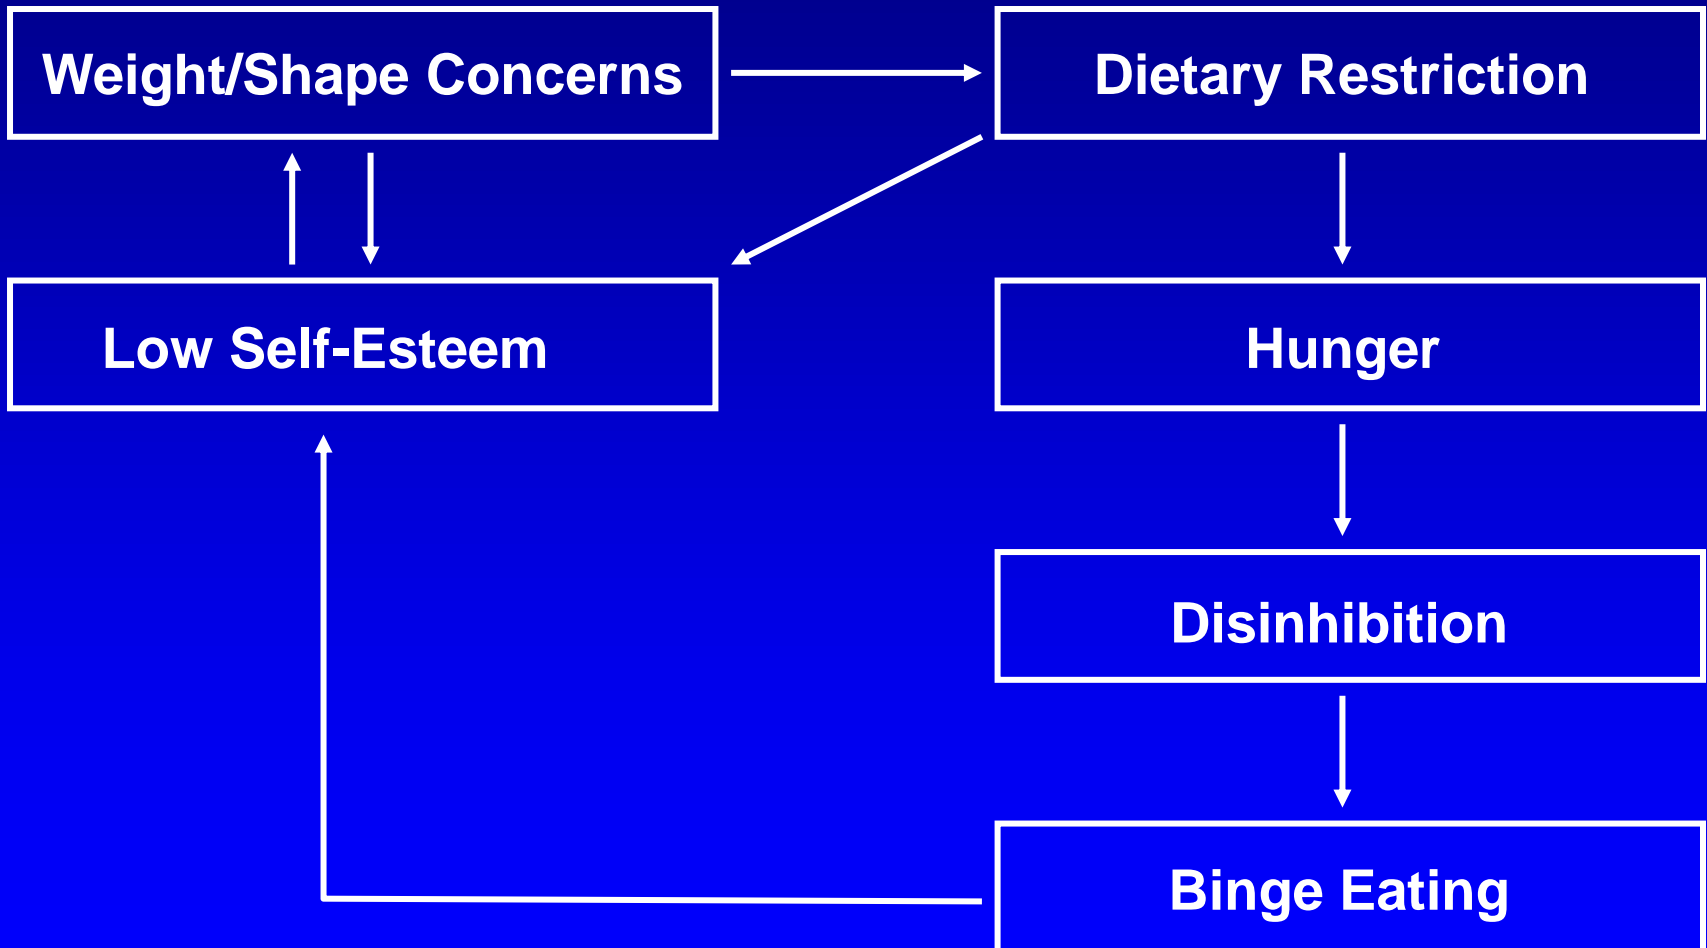 Weight/Shape Concerns
Dietary Restriction
Low Self-Esteem
Hunger
Disinhibition
Binge Eating